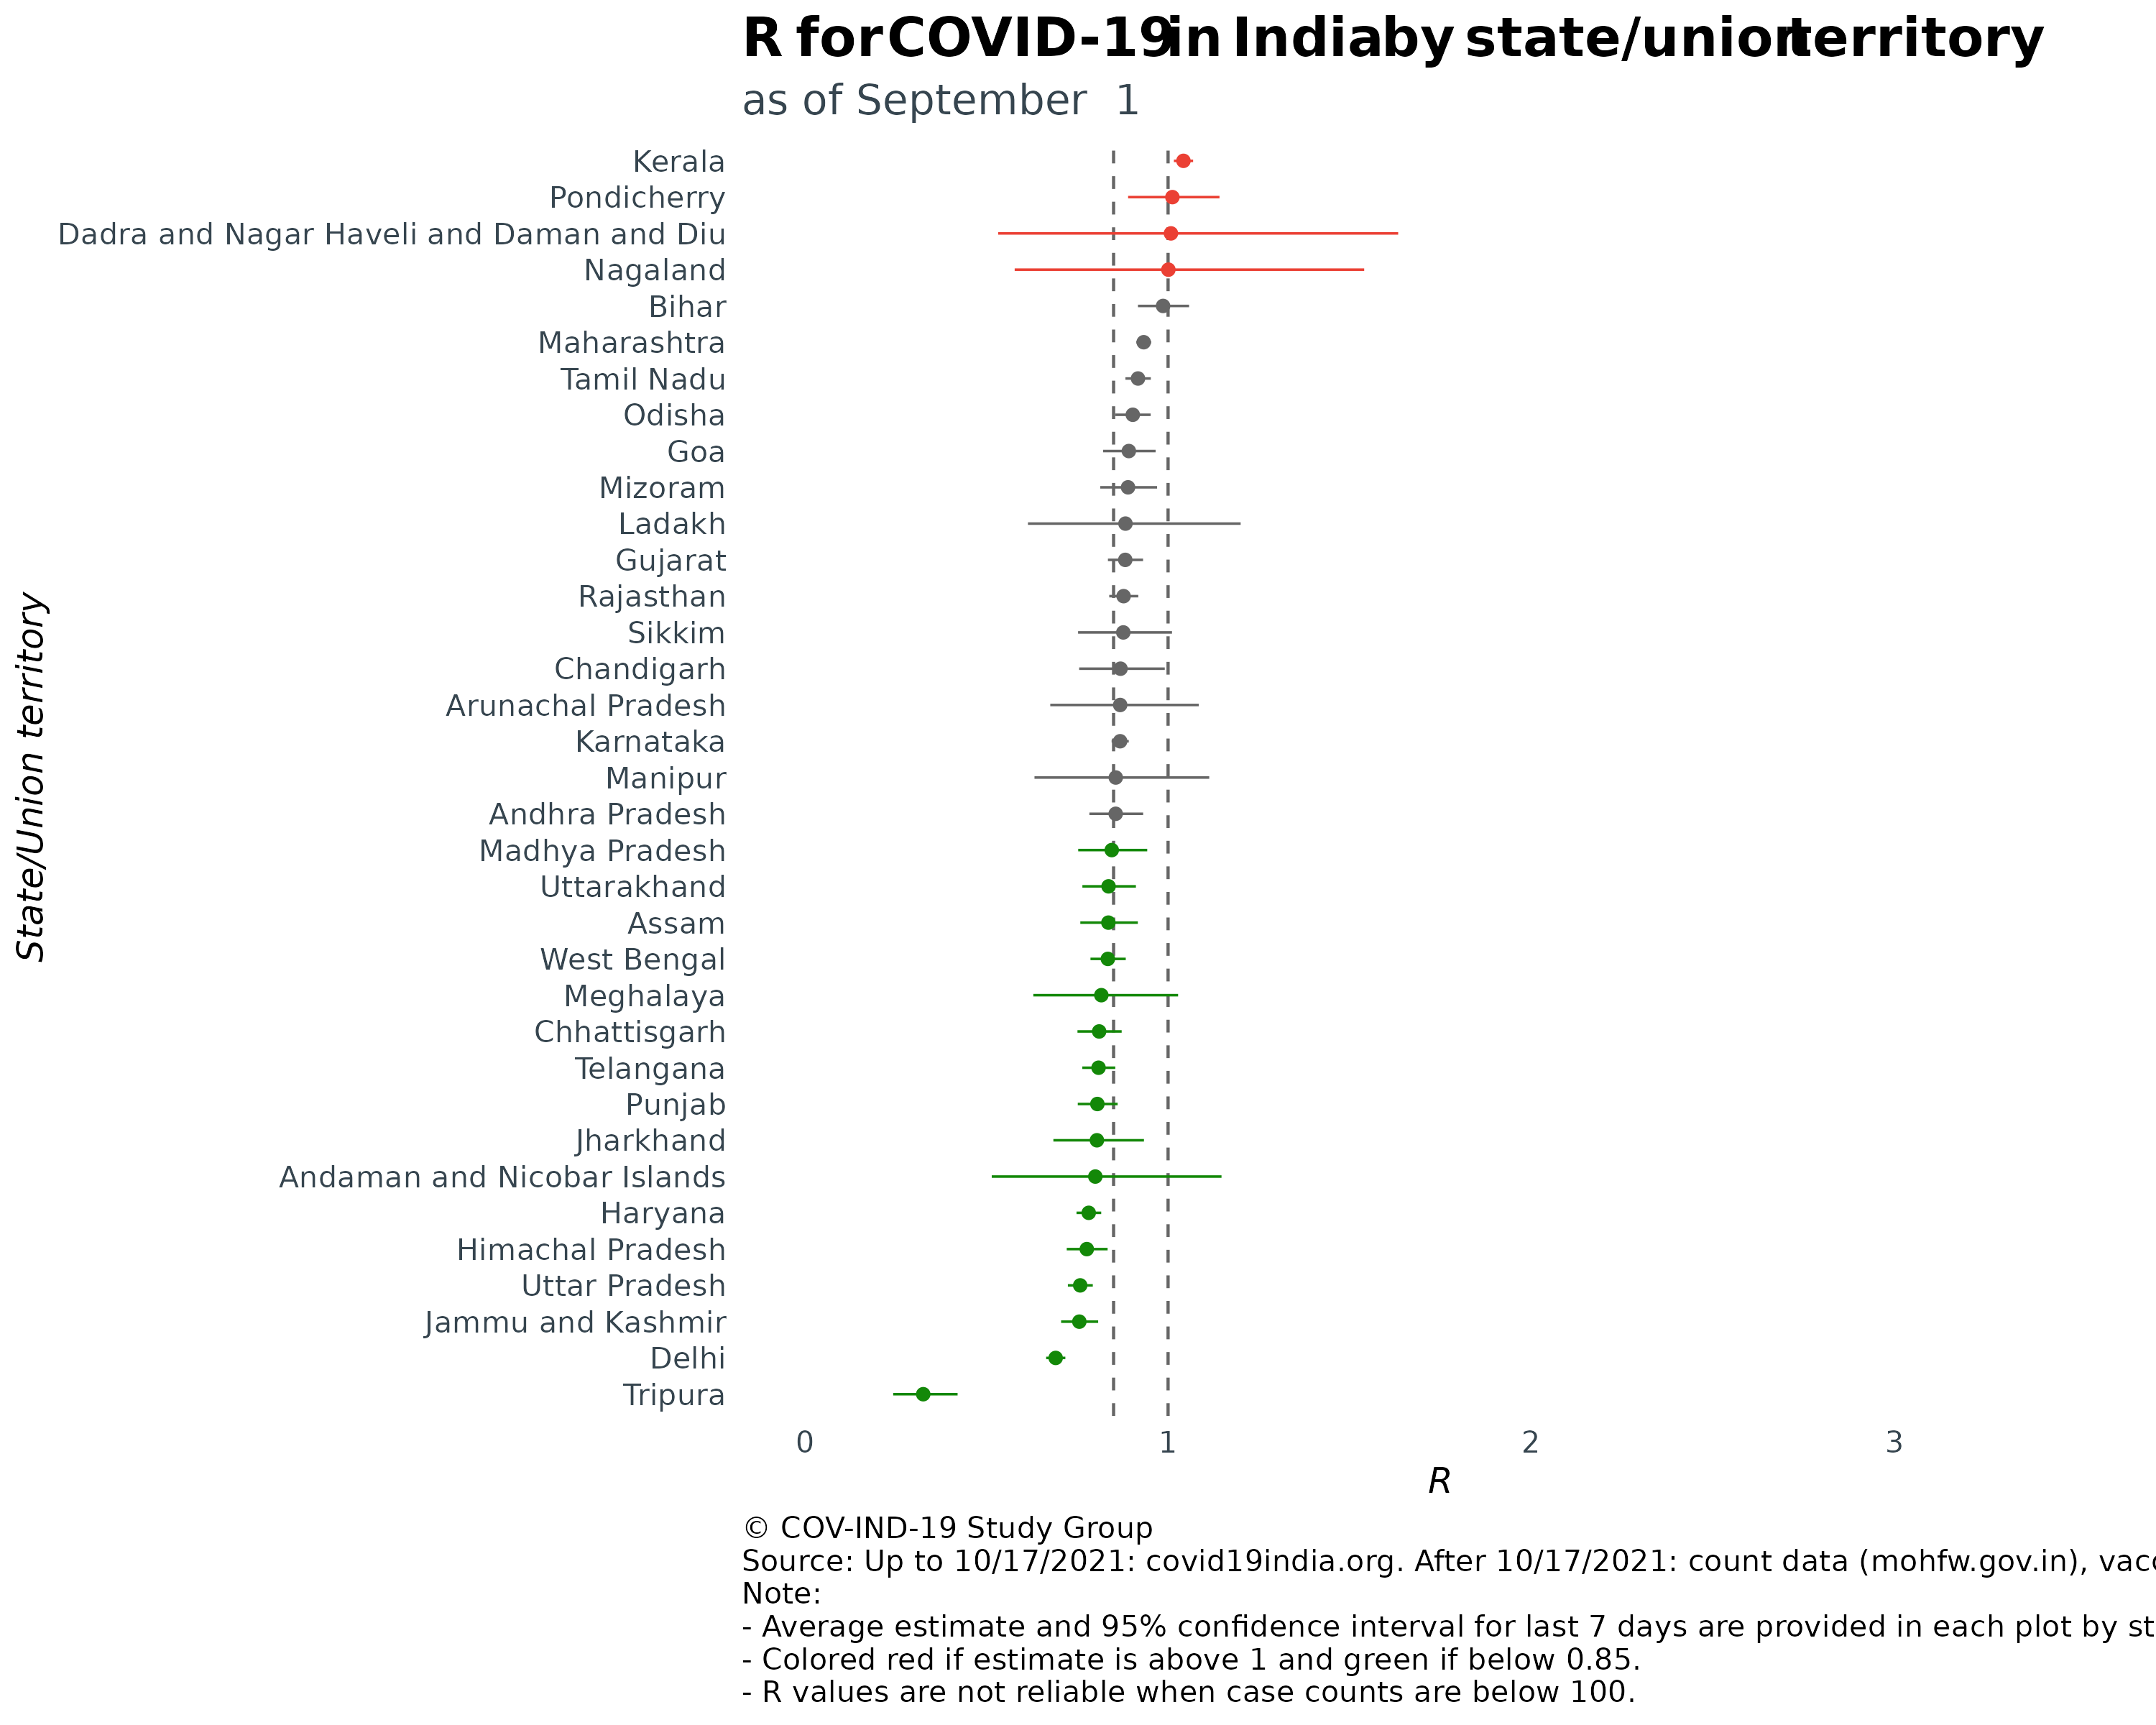 R for COVID-19 in India by state/union territory
as of September 1
Kerala
Pondicherry
Dadra and Nagar Haveli and Daman and Diu
Nagaland
Bihar
Maharashtra
Tamil Nadu
Odisha
Goa
Mizoram
Ladakh
Gujarat
Rajasthan
Sikkim
Chandigarh
Arunachal Pradesh
Karnataka
Manipur
Andhra Pradesh
Madhya Pradesh
Uttarakhand
Assam
West Bengal
Meghalaya
Chhattisgarh
Telangana
Punjab
Jharkhand
Andaman and Nicobar Islands
Haryana
Himachal Pradesh
Uttar Pradesh
Jammu and Kashmir
Delhi
Tripura
State/Union territory
0 1 2 3
R
© COV-IND-19 Study Group
Source: Up to 10/17/2021: covid19india.org. After 10/17/2021: count data (mohfw.gov.in),
Note:
- Average estimate and 95% confidence interval for last 7 days are provided in each plot by
- Colored red if estimate is above 1 and green if below 0.85.
- R values are not reliable when case counts are below 100.